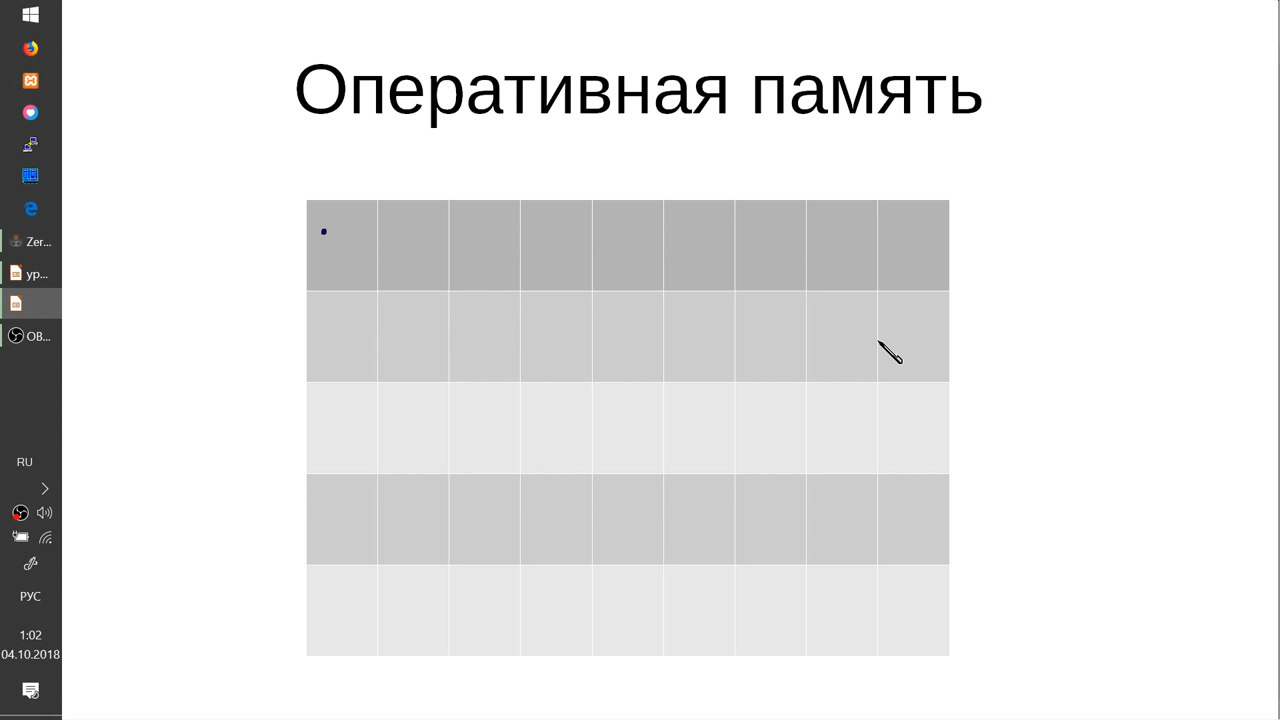 Оперативная память
Zer...
ур...
OB...
RU
РУС
1:02
04.10.2018